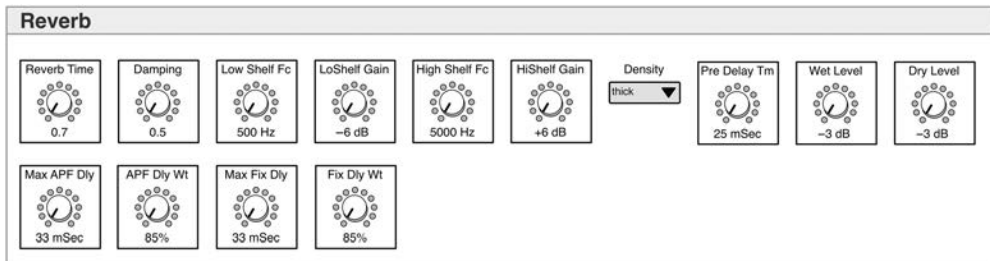 Reverb
Reverb Time
0.7
Damping
0.5
Low Shelf Fc
500 Hz
LoShelf Gain
–6 dB
High Shelf Fc
5000 Hz
HiShelf Gain
+6 dB
Density
thick
Pre Delay Tm
25 mSec
Wet Level
–3 dB
Dry Level
–3 dB
Max APF Dly
33 mSec
APF Dly Wt
85%
Max Fix Dly
33 mSec
Fix Dly Wt
85%